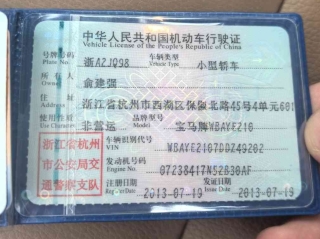 中华人民共和国机动车行驶证
Vehicle License of the People's Republic of China
号牌号码 浙AZJQ98 车辆类型 小型轿车
Plate No. Vehicle Type
所有人 俞建强
Owner
住址 浙江省杭州市西湖区保俶北路45号4单元601
Address
使用性质 非营运 品牌型号 宝马牌WBAYE210
Use Character Model
浙江省杭州 车辆识别代号 WBAYE2107DDZ49202
VIN
市公安局交 发动机号码 07238417N52B30AF
Engine No.
通警察支队 注册日期 2013-07-19 发证日期 2013-07-19
Register Date Issue Date